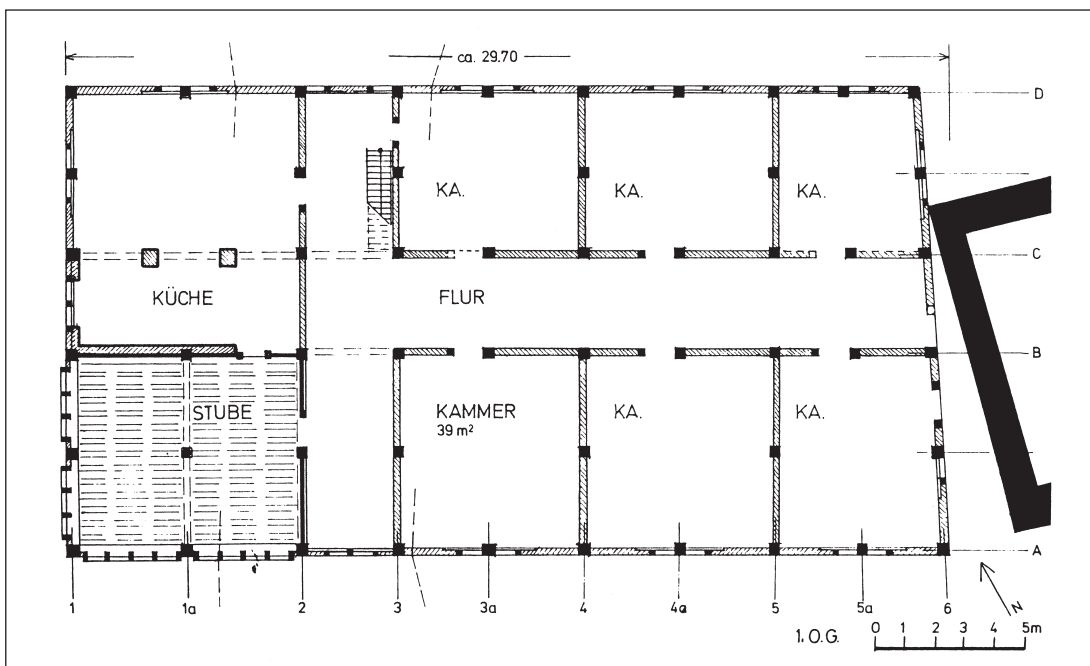 ca. 29.70
D
KA. KA. KA.
C
KÜCHE FLUR
B
STUBE KAMMER KA. KA.
39 m²
A
1 1a 2 3 3a 4 4a 5 5a 6
N
1.O.G. 0 1 2 3 4 5m